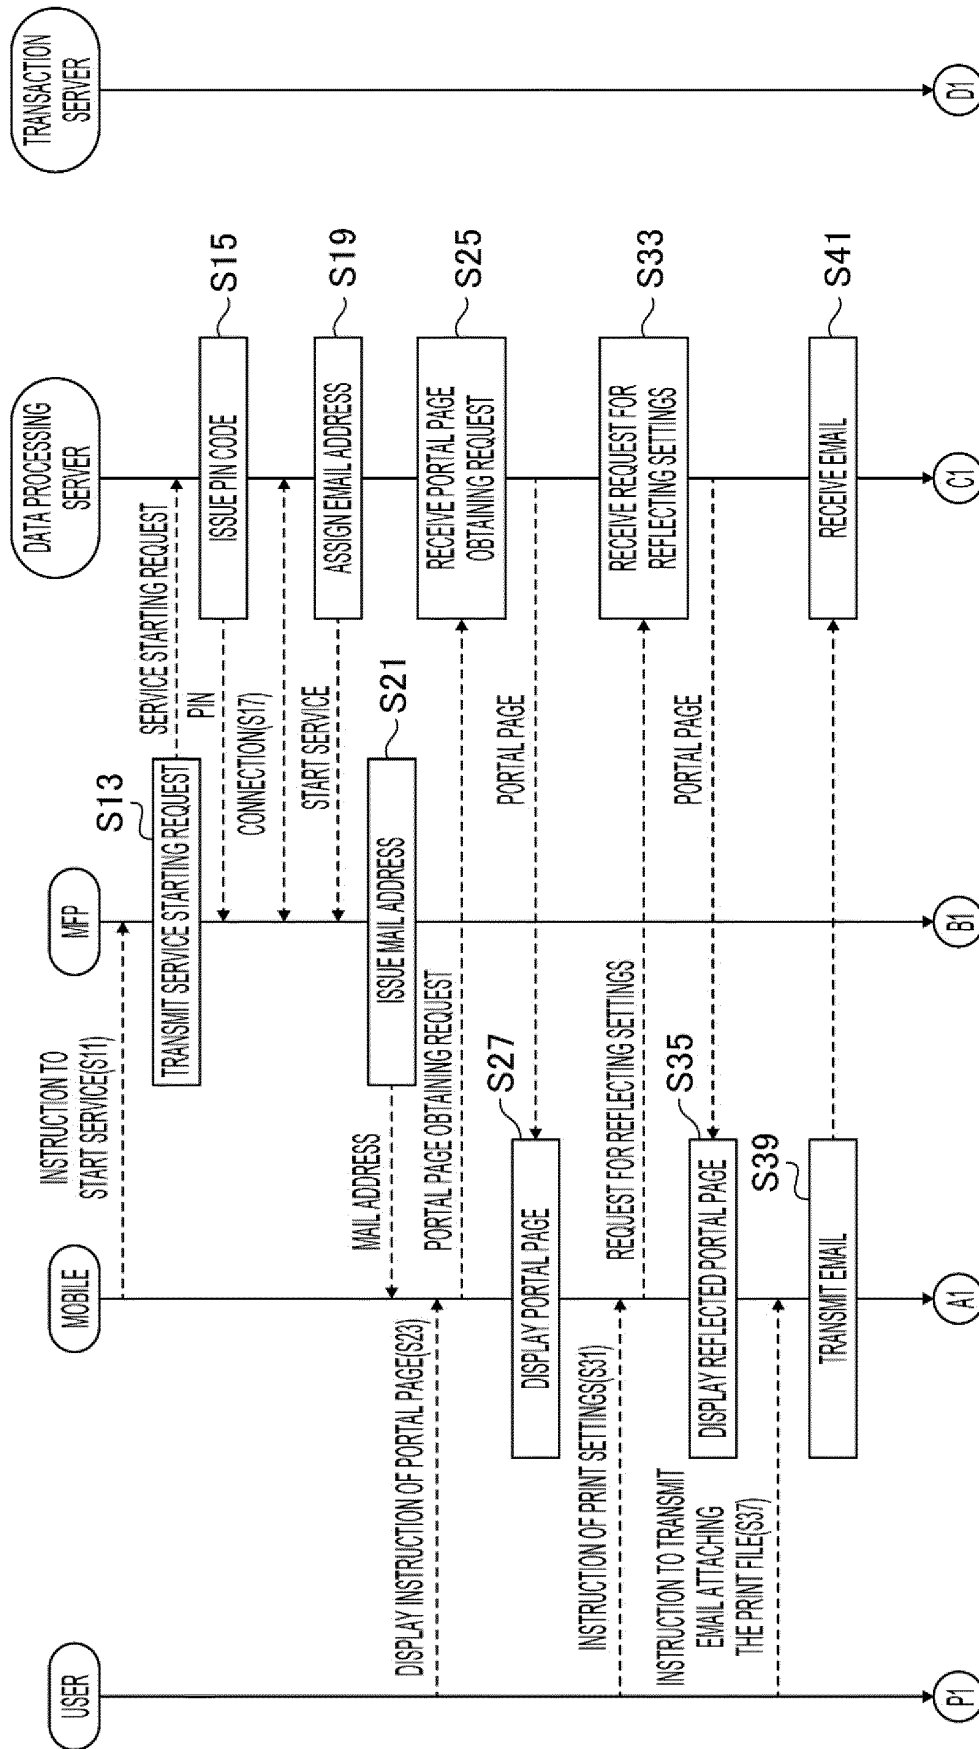 USER
MOBILE
MFP
DATA PROCESSING
SERVER
TRANSACTION
SERVER
INSTRUCTION TO
START SERVICE(S11)
S13
TRANSMIT SERVICE STARTING REQUEST
SERVICE STARTING REQUEST
S15
ISSUE PIN CODE
PIN
CONNECTION(S17)
S19
ASSIGN EMAIL ADDRESS
START SERVICE
S21
ISSUE MAIL ADDRESS
MAIL ADDRESS
DISPLAY INSTRUCTION OF PORTAL PAGE(S23)
PORTAL PAGE OBTAINING REQUEST
S25
RECEIVE PORTAL PAGE
OBTAINING REQUEST
PORTAL PAGE
S27
DISPLAY PORTAL PAGE
INSTRUCTION OF PRINT SETTINGS(S31)
REQUEST FOR REFLECTING SETTINGS
S33
RECEIVE REQUEST FOR
REFLECTING SETTINGS
PORTAL PAGE
S35
DISPLAY REFLECTED PORTAL PAGE
INSTRUCTION TO TRANSMIT
EMAIL ATTACHING
THE PRINT FILE(S37)
S39
TRANSMIT EMAIL
S41
RECEIVE EMAIL
P1
A1
B1
C1
D1